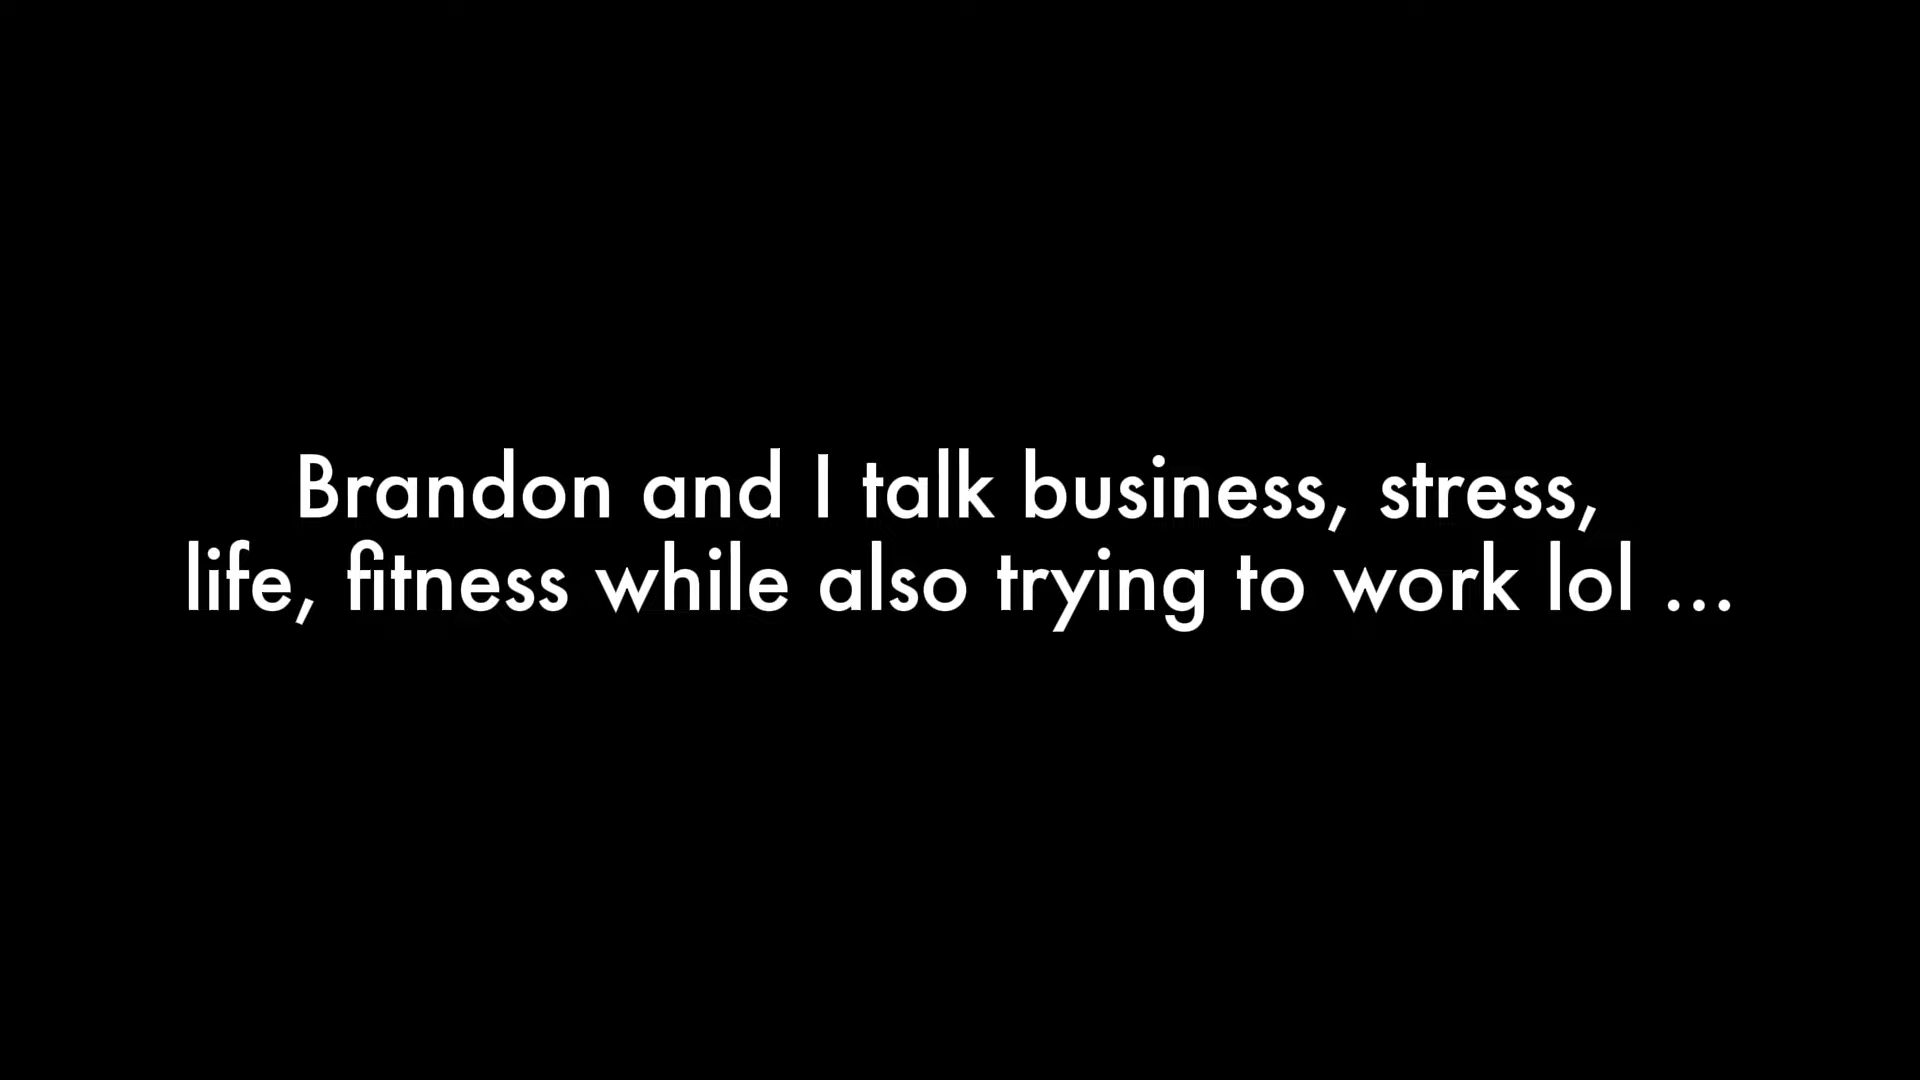 Brandon and I talk business, stress,
life, fitness while also trying to work lol ...